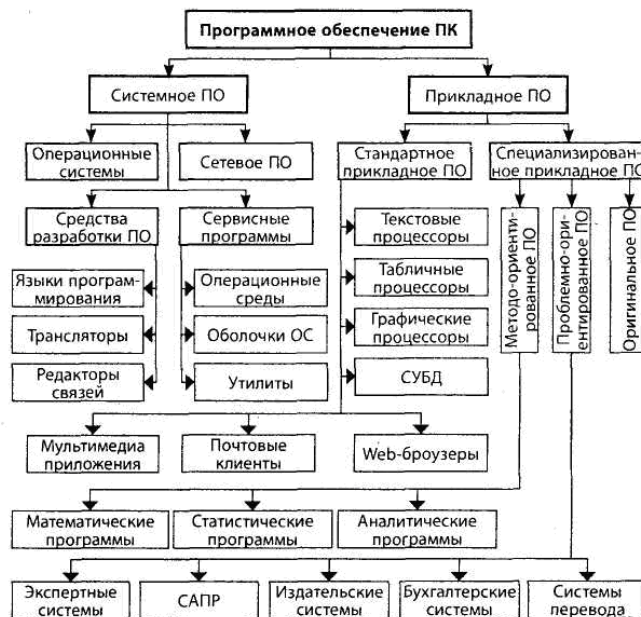 Программное обеспечение ПК
Системное ПО
Прикладное ПО
Операционные
системы
Сетевое ПО
Стандартное
прикладное ПО
Специализирован-
ное прикладное ПО
Средства
разработки ПО
Сервисные
программы
Текстовые
процессоры
Методо-ориенти-
рованное ПО
Проблемно-ори-
ентированное ПО
Оригинальное ПО
Языки програм-
мирования
Операционные
среды
Табличные
процессоры
Трансляторы
Оболочки ОС
Графические
процессоры
Редакторы
связей
Утилиты
СУБД
Мультимедиа
приложения
Почтовые
клиенты
Web-броузеры
Математические
программы
Статистические
программы
Аналитические
программы
Экспертные
системы
САПР
Издательские
системы
Бухгалтерские
системы
Системы
перевода